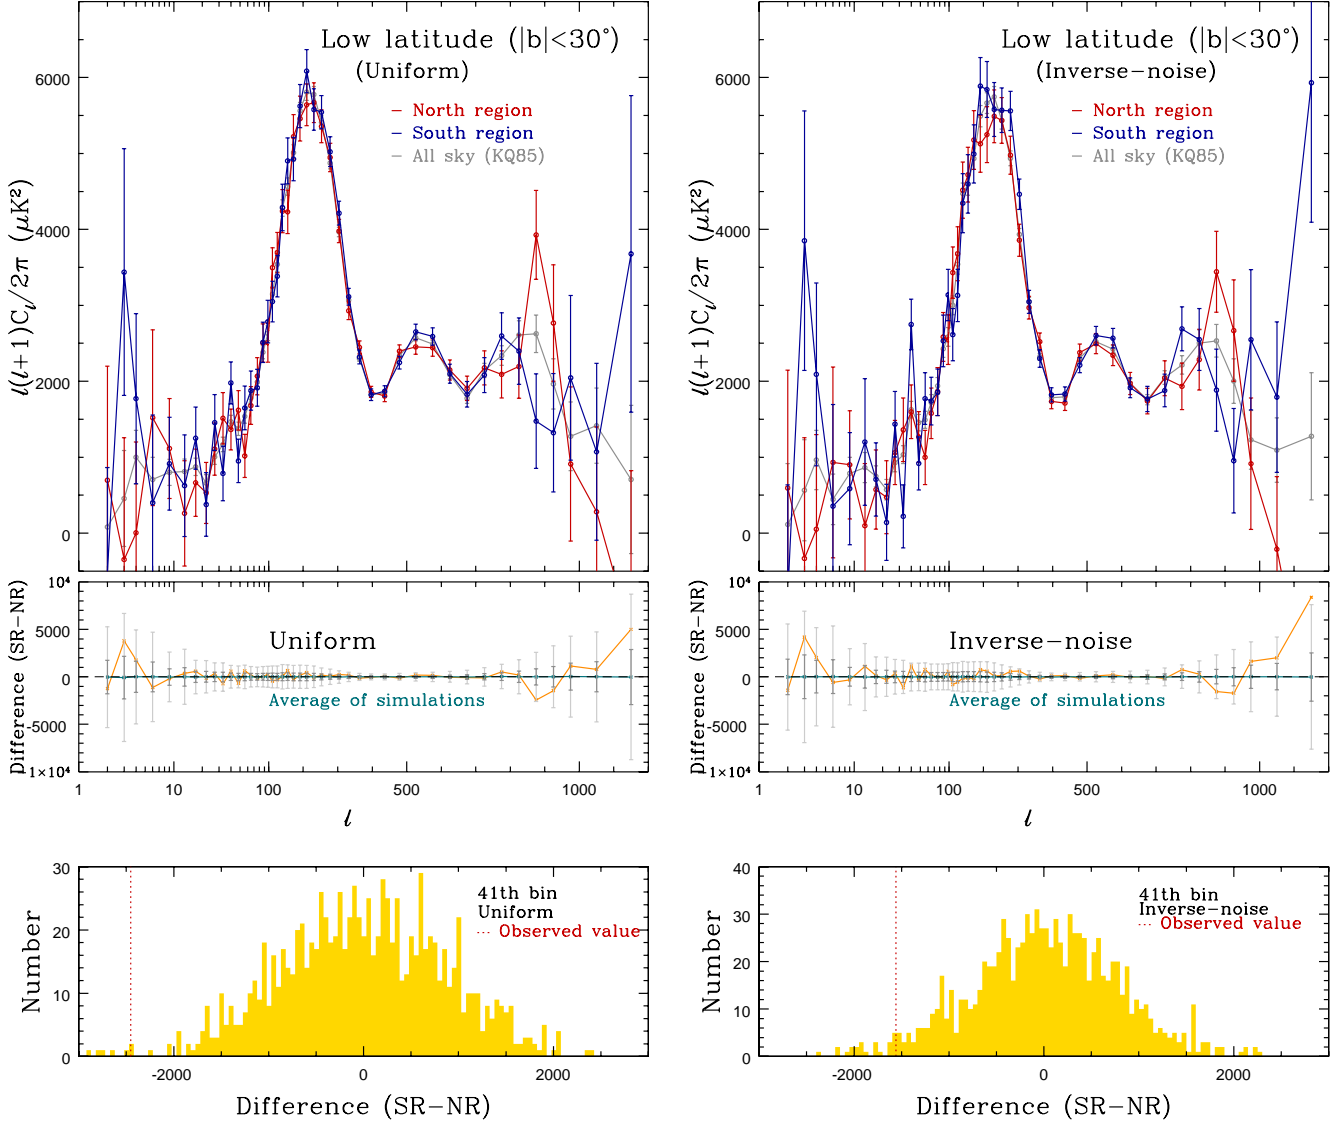 Low latitude (|b|<30°)
(Uniform)
— North region
— South region
— All sky (KQ85)
6000
4000
2000
0
ℓ(ℓ+1)Cℓ/2π (μK²)
Low latitude (|b|<30°)
(Inverse−noise)
— North region
— South region
— All sky (KQ85)
6000
4000
2000
0
ℓ(ℓ+1)Cℓ/2π (μK²)
10⁴
5000
0
−5000
−1×10⁴
Difference (SR−NR)
Uniform
Average of simulations
1 10 100 500 1000
ℓ
10⁴
5000
0
−5000
−1×10⁴
Difference (SR−NR)
Inverse−noise
Average of simulations
1 10 100 500 1000
ℓ
30
20
10
0
Number
41th bin
Uniform
Observed value
-2000 0 2000
Difference (SR−NR)
40
30
20
10
0
Number
41th bin
Inverse−noise
Observed value
-2000 0 2000
Difference (SR−NR)